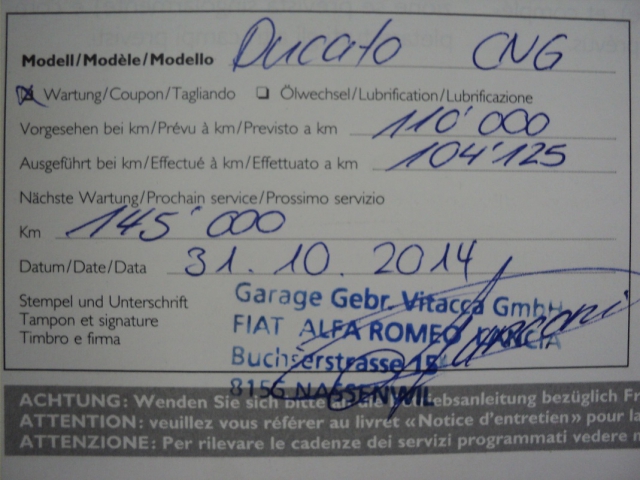 Modell/Modèle/Modello Ducato CNG
Wartung/Coupon/Tagliando Ölwechsel/Lubrification/Lubrificazione
Vorgesehen bei km/Prévu à km/Previsto a km 110'000
Ausgeführt bei km/Effectué à km/Effettuato a km 104'125
Nächste Wartung/Prochain service/Prossimo servizio
Km 145'000
Datum/Date/Data 31.10.2014
Stempel und Unterschrift
Tampon et signature
Timbro e firma
Garage Gebr. Vitacca GmbH
FIAT ALFA ROMEO LANCIA
Buchserstrasse 15
8156 NASSENWIL
ACHTUNG: Wenden Sie sich bitte ebsanleitung bezüglich Fr
ATTENTION: veuillez vous référer au livret «Notice d'entretien» pour la
ATTENZIONE: Per rilevare le cadenze dei servizi programmati vedere